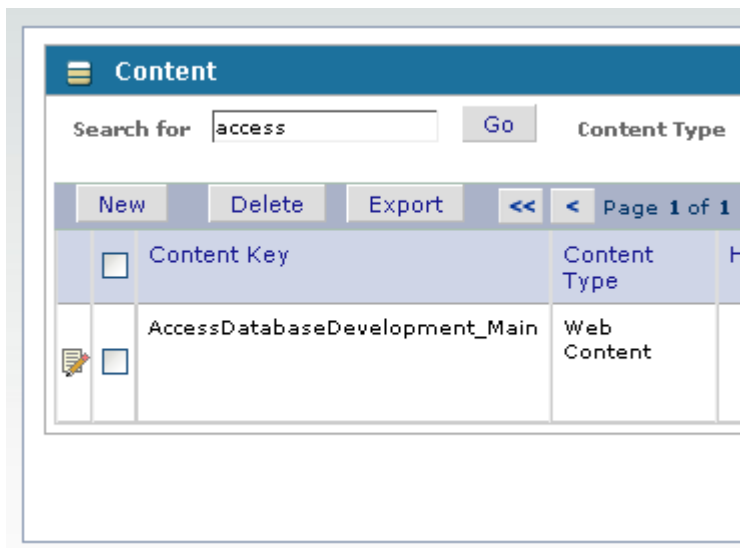 Content
Search for access Go Content Type
New Delete Export << < Page 1 of 1
Content Key Content
Type
AccessDatabaseDevelopment_Main Web
Content